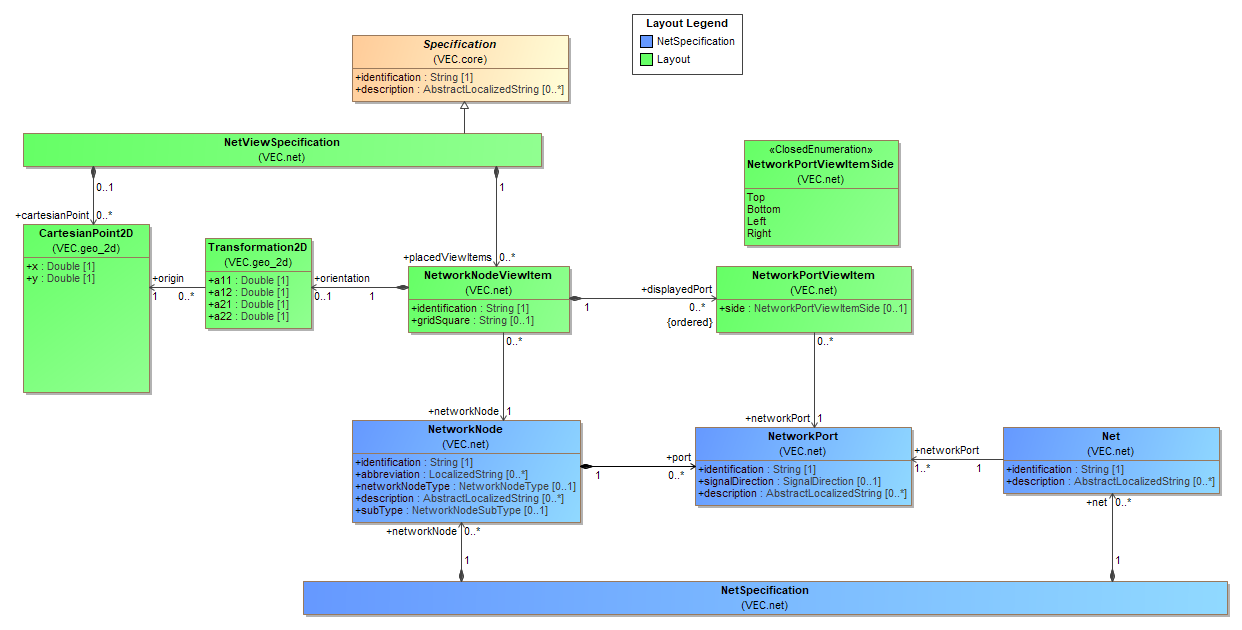 Layout Legend
NetSpecification
Layout
Specification
(VEC.core)
+identification : String [1]
+description : AbstractLocalizedString [0..*]
NetViewSpecification
(VEC.net)
«ClosedEnumeration»
NetworkPortViewItemSide
(VEC.net)
Top
Bottom
Left
Right
0..1
1
+cartesianPoint
0..*
CartesianPoint2D
(VEC.geo_2d)
+x : Double [1]
+y : Double [1]
+origin
1
0..*
Transformation2D
(VEC.geo_2d)
+a11 : Double [1]
+a12 : Double [1]
+a21 : Double [1]
+a22 : Double [1]
+orientation
0..1
1
+placedViewItems
0..*
NetworkNodeViewItem
(VEC.net)
+identification : String [1]
+gridSquare : String [0..1]
1
+displayedPort
0..*
{ordered}
NetworkPortViewItem
(VEC.net)
+side : NetworkPortViewItemSide [0..1]
0..*
0..*
+networkNode
1
+networkPort
1
NetworkNode
(VEC.net)
+identification : String [1]
+abbreviation : LocalizedString [0..*]
+networkNodeType : NetworkNodeType [0..1]
+description : AbstractLocalizedString [0..*]
+subType : NetworkNodeSubType [0..1]
1
+port
0..*
NetworkPort
(VEC.net)
+identification : String [1]
+signalDirection : SignalDirection [0..1]
+description : AbstractLocalizedString [0..*]
+networkPort
1..*
1
Net
(VEC.net)
+identification : String [1]
+description : AbstractLocalizedString [0..*]
+networkNode
0..*
+net
0..*
1
1
NetSpecification
(VEC.net)